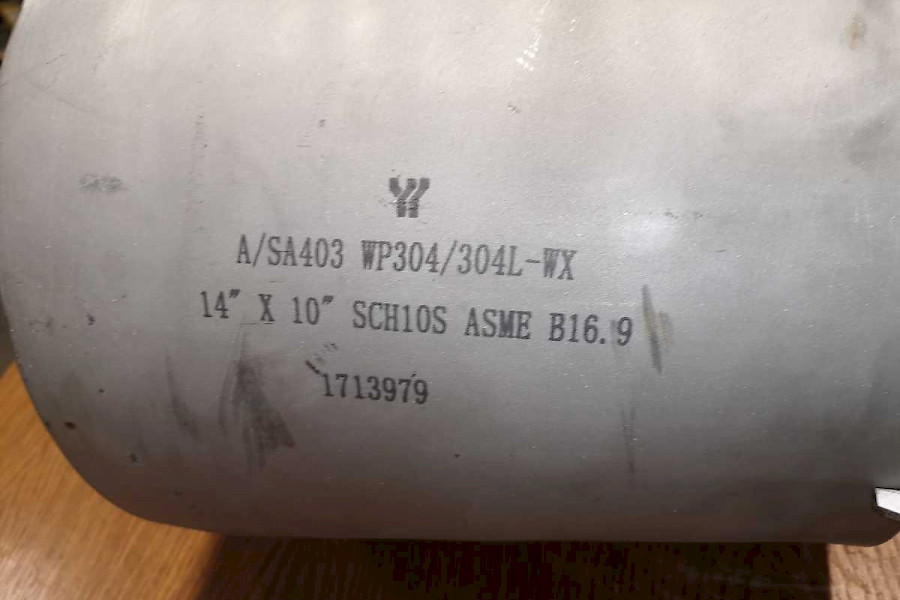 A/SA403 WP304/304L-WX
14″ X 10″ SCH10S ASME B16.9
1713979